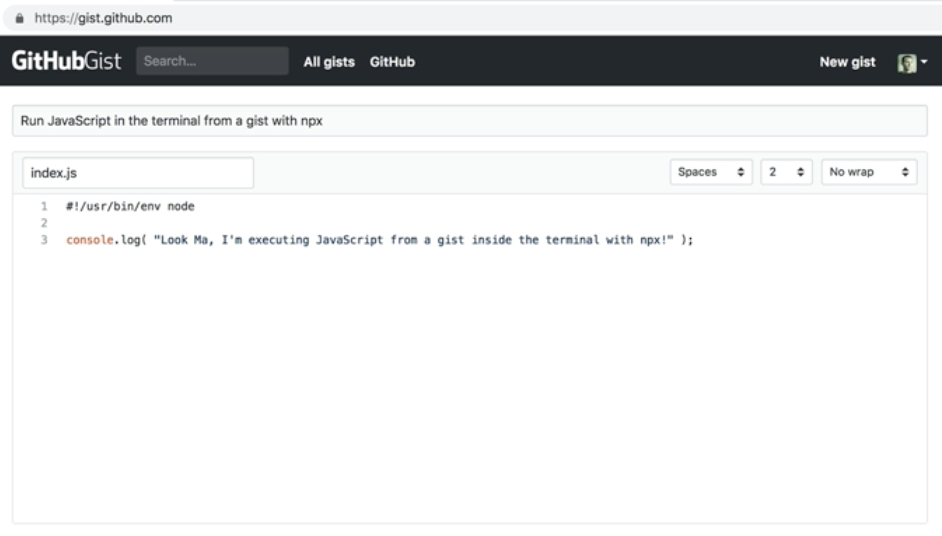 https://gist.github.com
GitHubGist Search... All gists GitHub New gist
Run JavaScript in the terminal from a gist with npx
index.js Spaces 2 No wrap
1 #!/usr/bin/env node
2
3 console.log( "Look Ma, I'm executing JavaScript from a gist inside the terminal with npx!" );